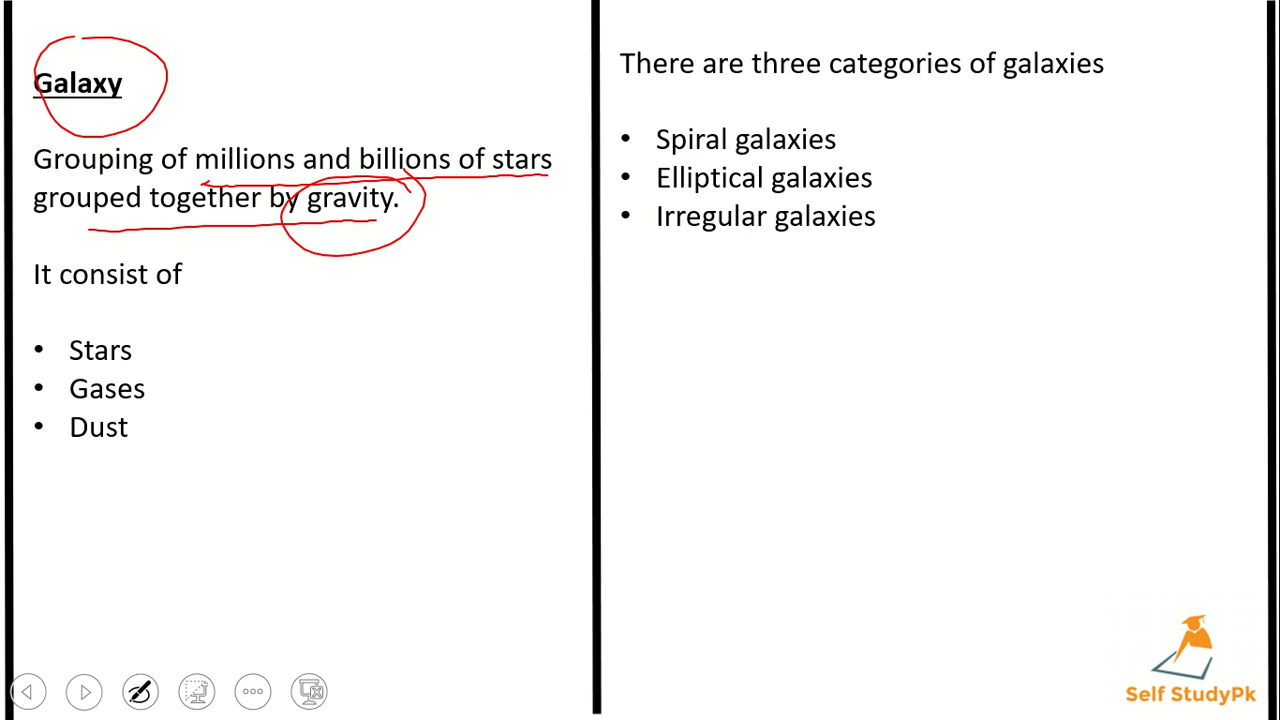 Galaxy
Grouping of millions and billions of stars
grouped together by gravity.
It consist of
• Stars
• Gases
• Dust
There are three categories of galaxies
• Spiral galaxies
• Elliptical galaxies
• Irregular galaxies
Self StudyPk